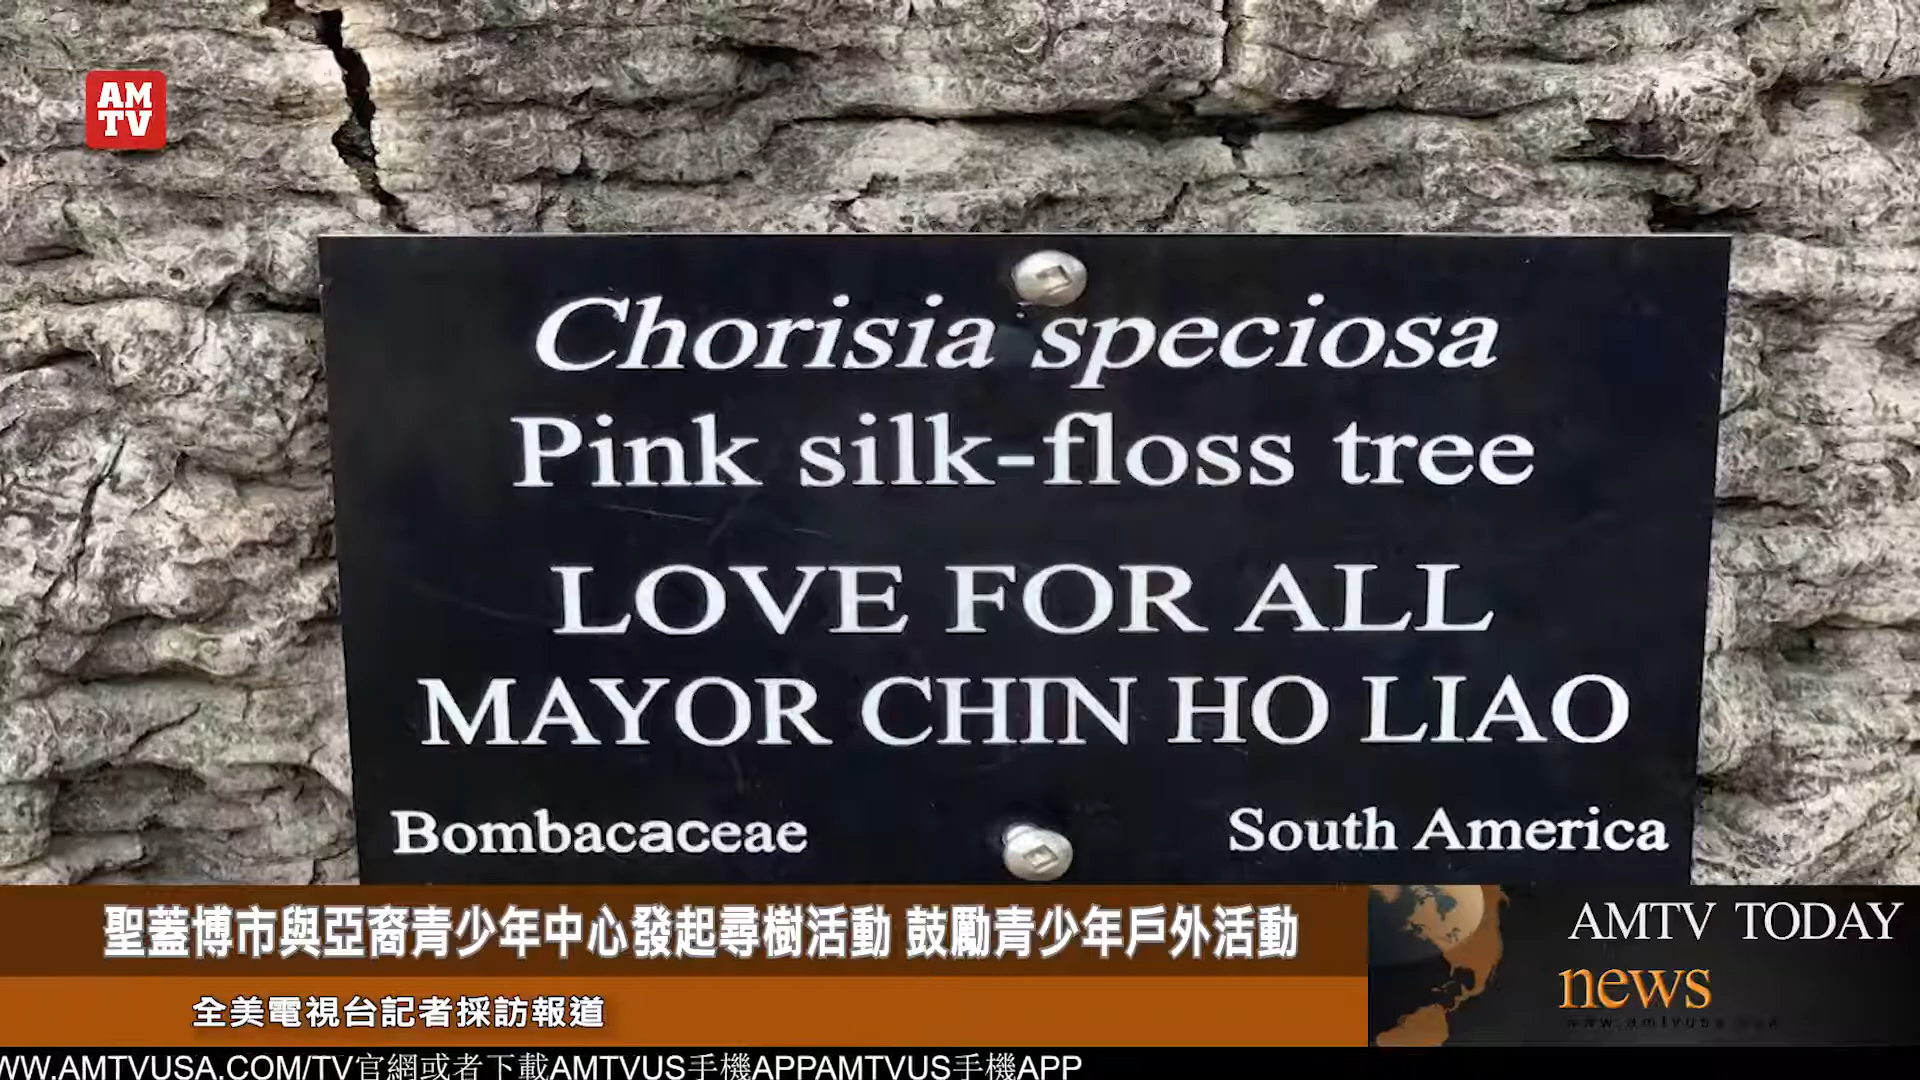 AM
TV
Chorisia speciosa
Pink silk-floss tree
LOVE FOR ALL
MAYOR CHIN HO LIAO
Bombacaceae
South America
聖蓋博市與亞裔青少年中心發起尋樹活動 鼓勵青少年戶外活動
全美電視台記者採訪報道
AMTV TODAY
news
WW.AMTVUSA.COM/TV官網或者下載AMTVUS手機APPAMTVUS手機APP